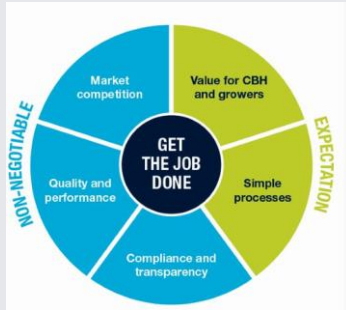 Market
competition
Value for CBH
and growers
NON-NEGOTIABLE
GET
THE JOB
DONE
EXPECTATION
Quality and
performance
Simple
processes
Compliance and
transparency